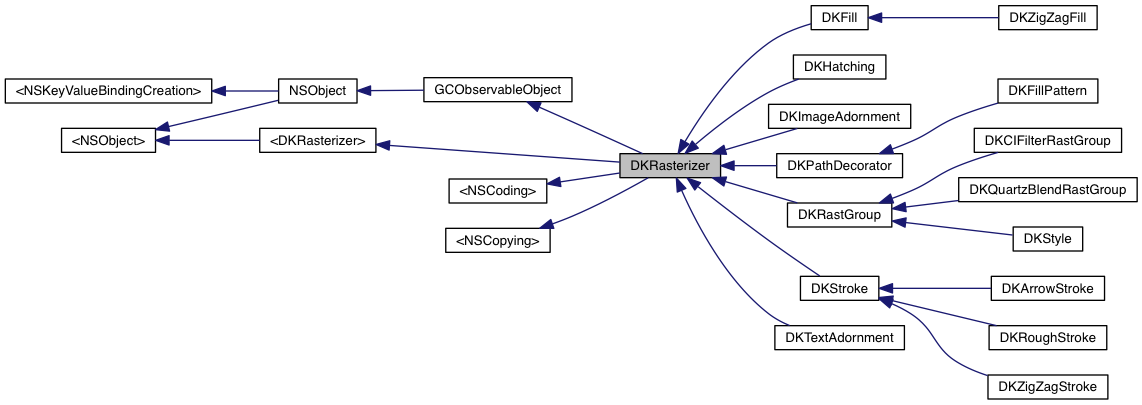 <NSKeyValueBindingCreation>
<NSObject>
NSObject
<DKRasterizer>
GCObservableObject
<NSCoding>
<NSCopying>
DKRasterizer
DKFill
DKHatching
DKImageAdornment
DKPathDecorator
DKRastGroup
DKStroke
DKTextAdornment
DKZigZagFill
DKFillPattern
DKCIFilterRastGroup
DKQuartzBlendRastGroup
DKStyle
DKArrowStroke
DKRoughStroke
DKZigZagStroke